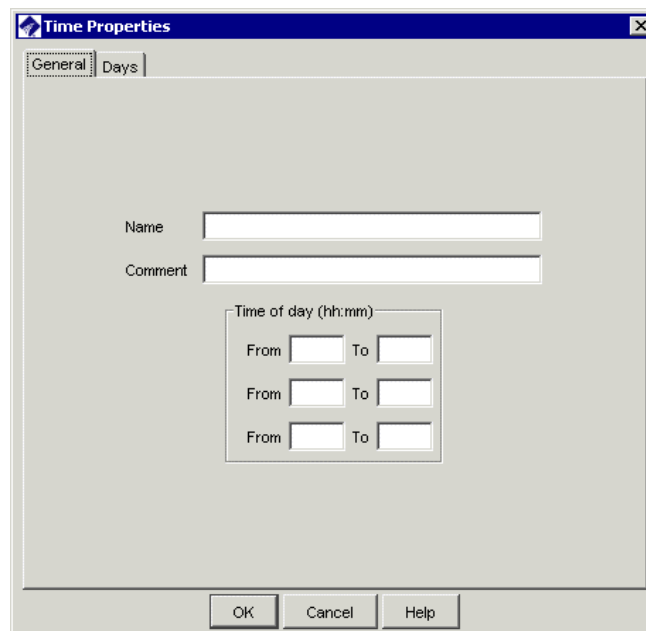 Time Properties
General Days
Name
Comment
Time of day (hh:mm)
From To
From To
From To
OK Cancel Help